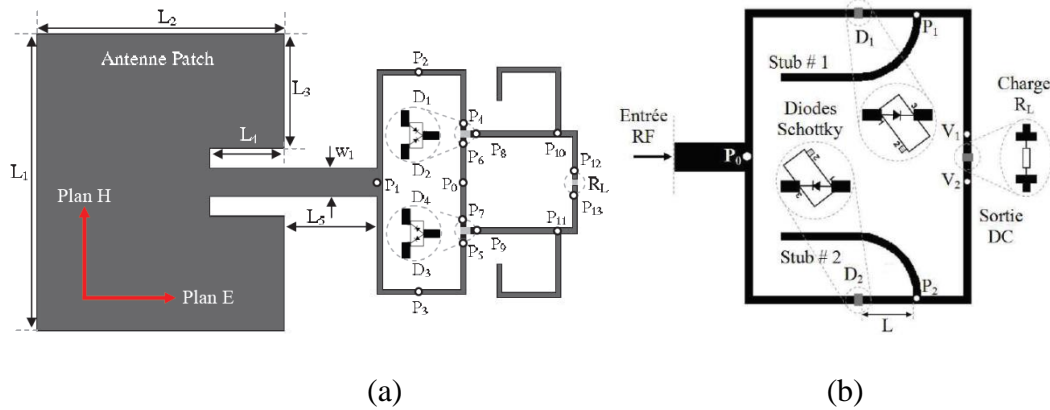 L₂
Antenne Patch
L₃
L₄
L₁
W₁
Plan H
L₅
Plan E
P₁
P₂
D₁
P₄
P₆
D₂
P₈
P₁₀
P₁₂
P₀
R_L
P₁₃
D₄
P₇
P₁₁
P₉
P₅
D₃
P₃
(a)
D₁
P₁
Stub # 1
Entrée
RF
Diodes
Schottky
P₀
Charge
R_L
V₁
V₂
Sortie
DC
Stub # 2
D₂
P₂
L
(b)